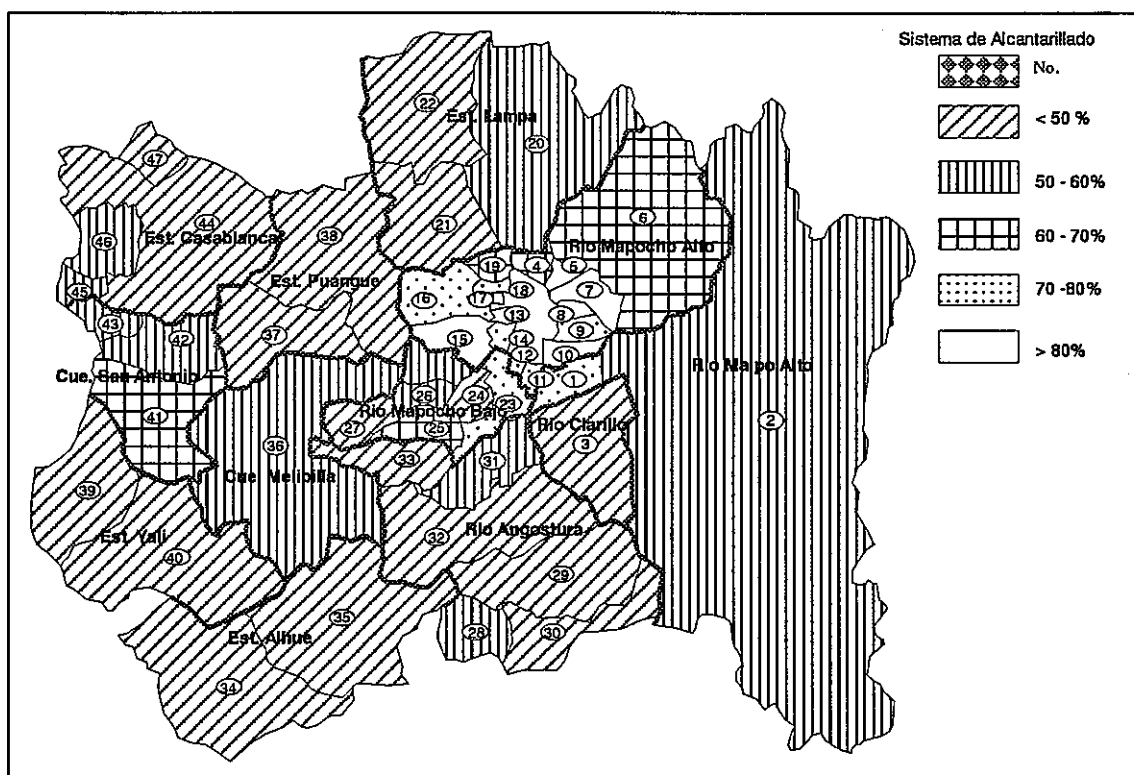 Sistema de Alcantarillado
No.
< 50 %
50 - 60%
60 - 70%
70 - 80%
> 80%
22
Est. Lampa
20
47
6
44
Est. Casablanca
38
21
Rio Mapocho Alto
46
19
4
5
Est. Puangue
18
7
45
16
17
43
13
8
9
42
37
15
14
12
10
Rio Maipo Alto
Cue. San Antonio
11
1
26
24
23
41
Rio Mapocho Bajo
2
27
25
Rio Clarillo
36
3
33
31
Cue. Melipilla
39
Est. Yali
32
Rio Angostura
40
29
35
28
30
Est. Alhué
34